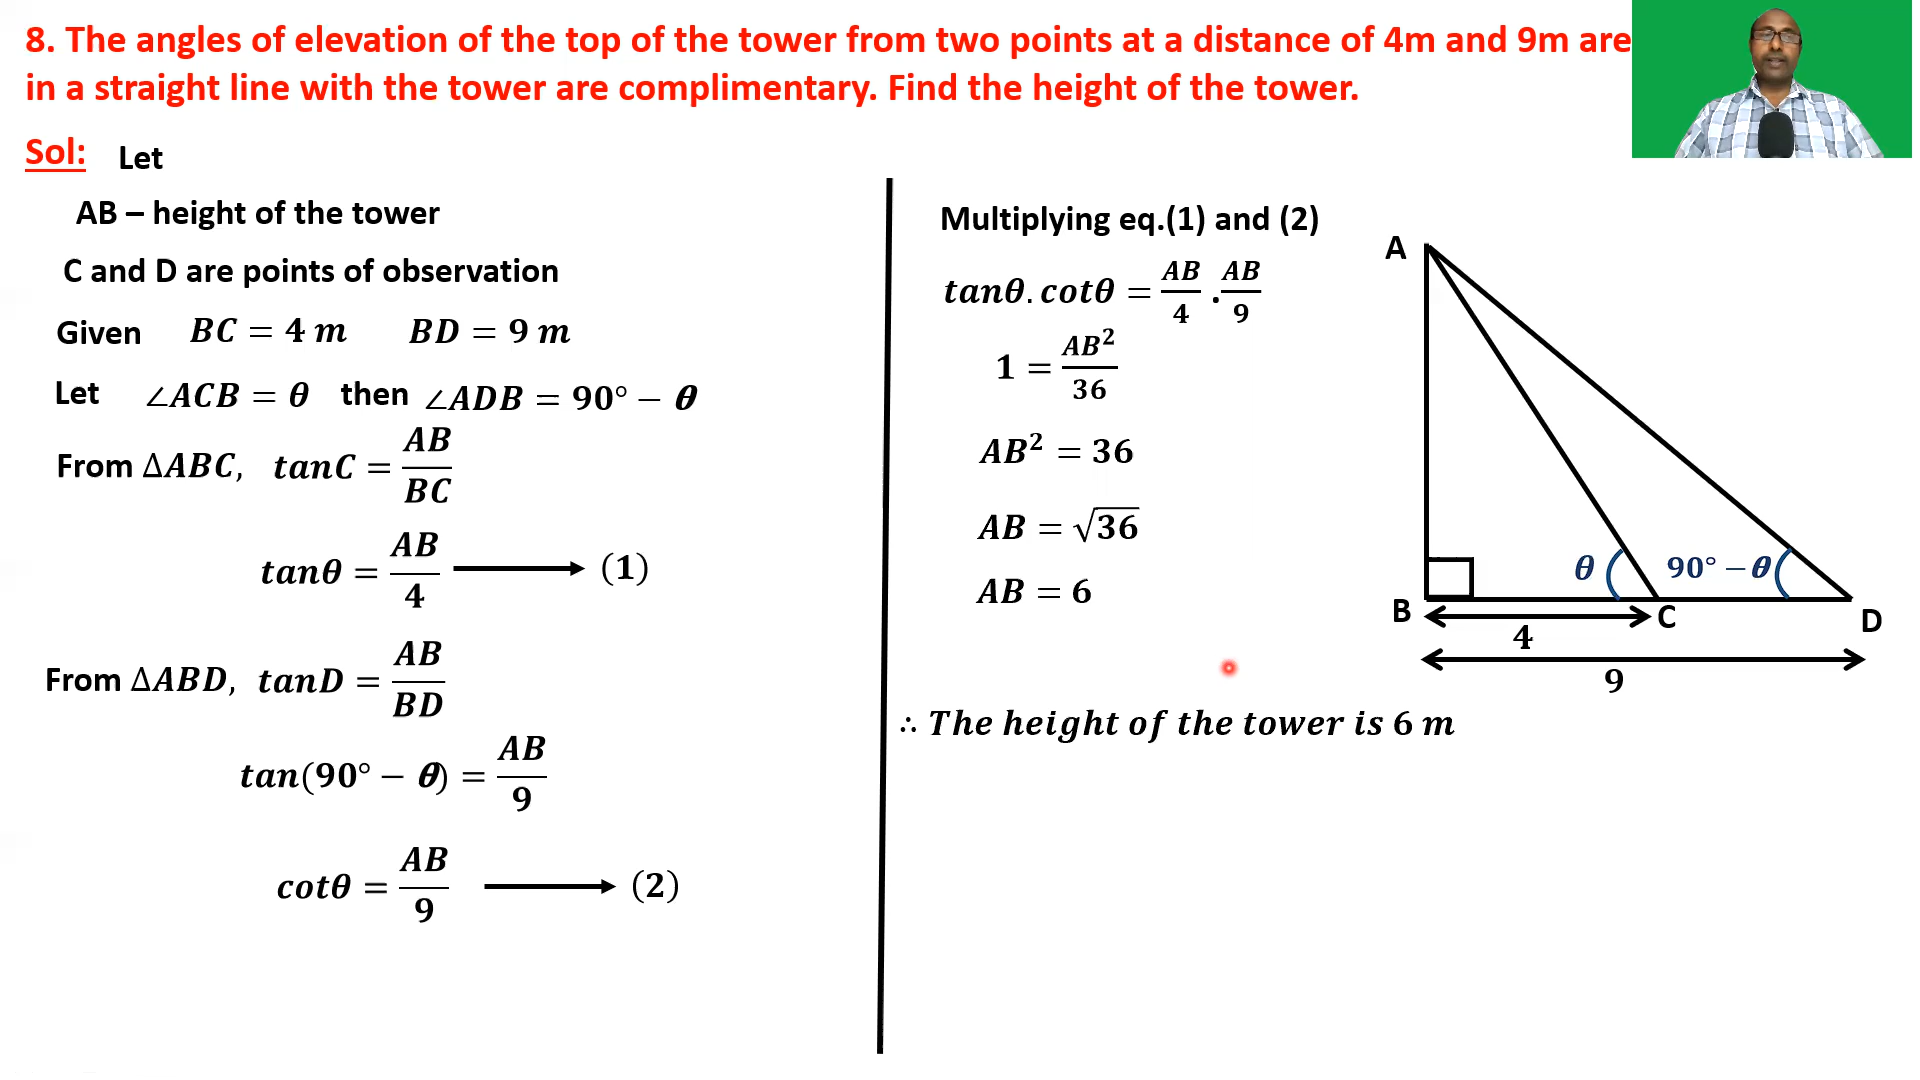 8. The angles of elevation of the top of the tower from two points at a distance of 4m and 9m are
in a straight line with the tower are complimentary. Find the height of the tower.
Sol: Let
AB – height of the tower
C and D are points of observation
Given BC = 4 m BD = 9 m
Let ∠ACB = θ then ∠ADB = 90° − θ
From ∆ABC, tanC = AB/BC
tanθ = AB/4 → (1)
From ∆ABD, tanD = AB/BD
tan(90° − θ) = AB/9
cotθ = AB/9 → (2)
Multiplying eq.(1) and (2)
tanθ. cotθ = AB/4 . AB/9
1 = AB²/36
AB² = 36
AB = √36
AB = 6
∴ The height of the tower is 6 m
A
θ 90° − θ
B C D
4
9